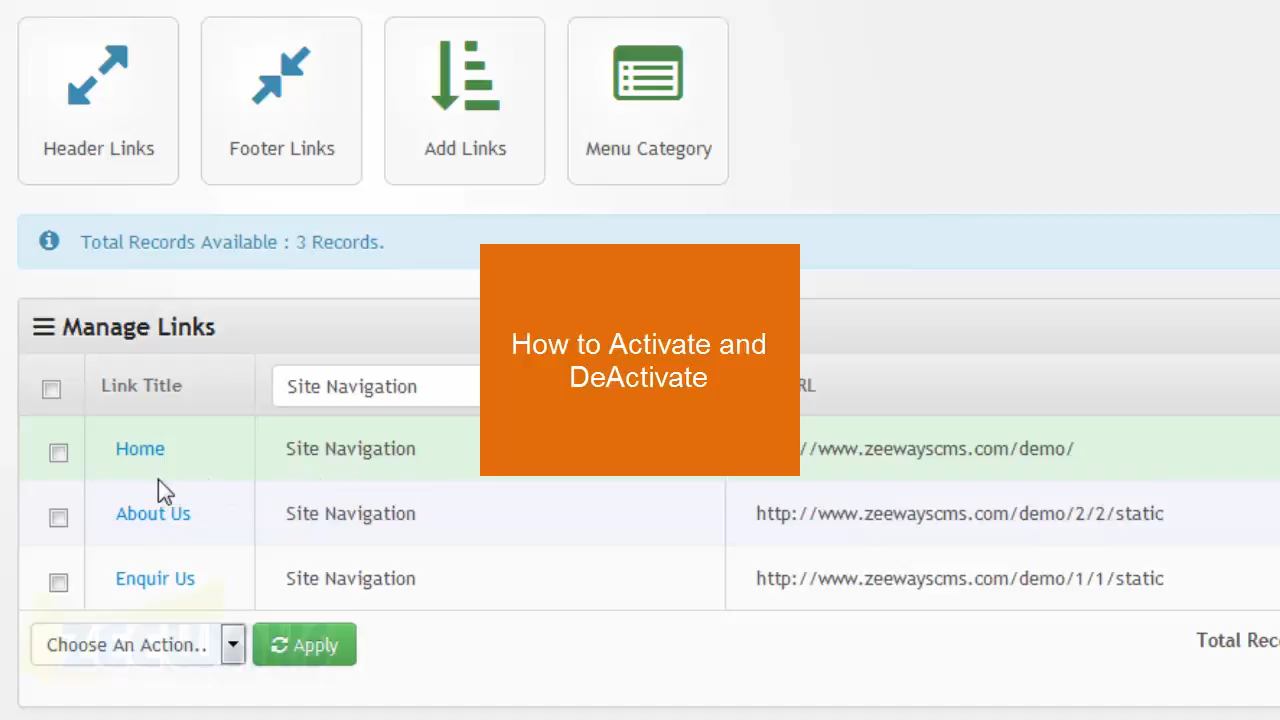 Header Links
Footer Links
Add Links
Menu Category
Total Records Available : 3 Records.
Manage Links
How to Activate and
DeActivate
Link Title
Site Navigation
RL
Home
Site Navigation
//www.zeewayscms.com/demo/
About Us
Site Navigation
http://www.zeewayscms.com/demo/2/2/static
Enquir Us
Site Navigation
http://www.zeewayscms.com/demo/1/1/static
Choose An Action..
Apply
Total Rec